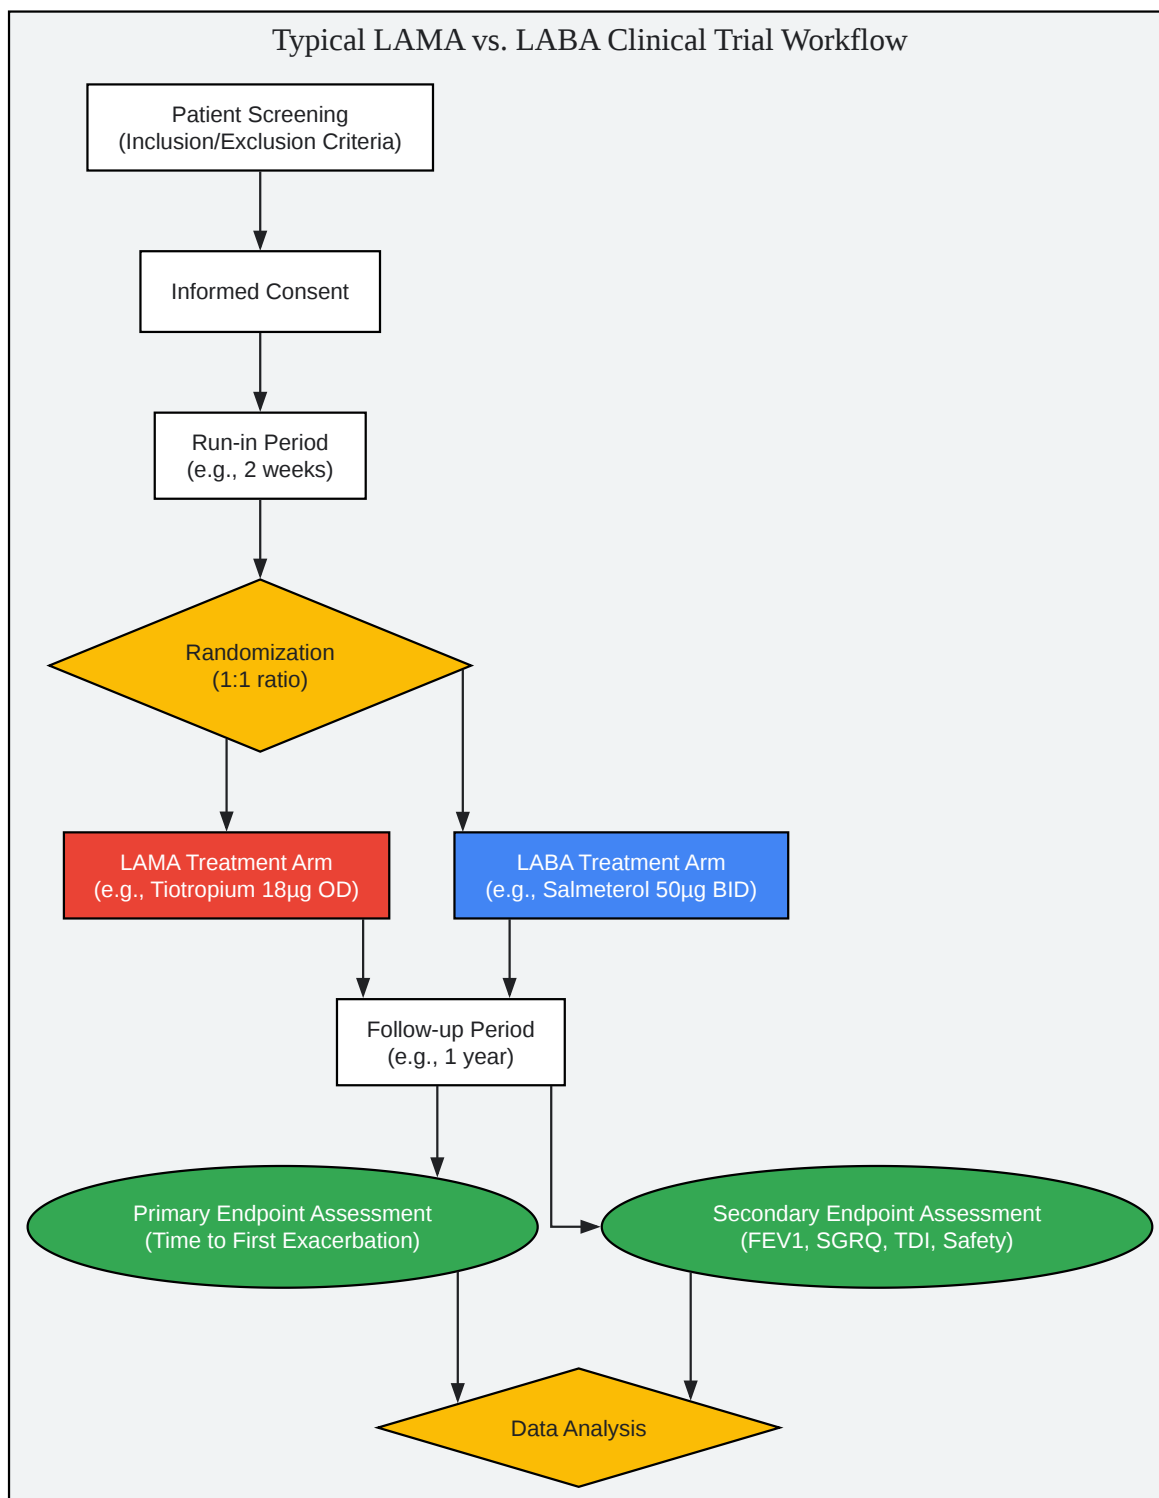 Typical LAMA vs. LABA Clinical Trial Workflow
Patient Screening
(Inclusion/Exclusion Criteria)
Informed Consent
Run-in Period
(e.g., 2 weeks)
Randomization
(1:1 ratio)
LAMA Treatment Arm
(e.g., Tiotropium 18µg OD)
LABA Treatment Arm
(e.g., Salmeterol 50µg BID)
Follow-up Period
(e.g., 1 year)
Primary Endpoint Assessment
(Time to First Exacerbation)
Secondary Endpoint Assessment
(FEV1, SGRQ, TDI, Safety)
Data Analysis